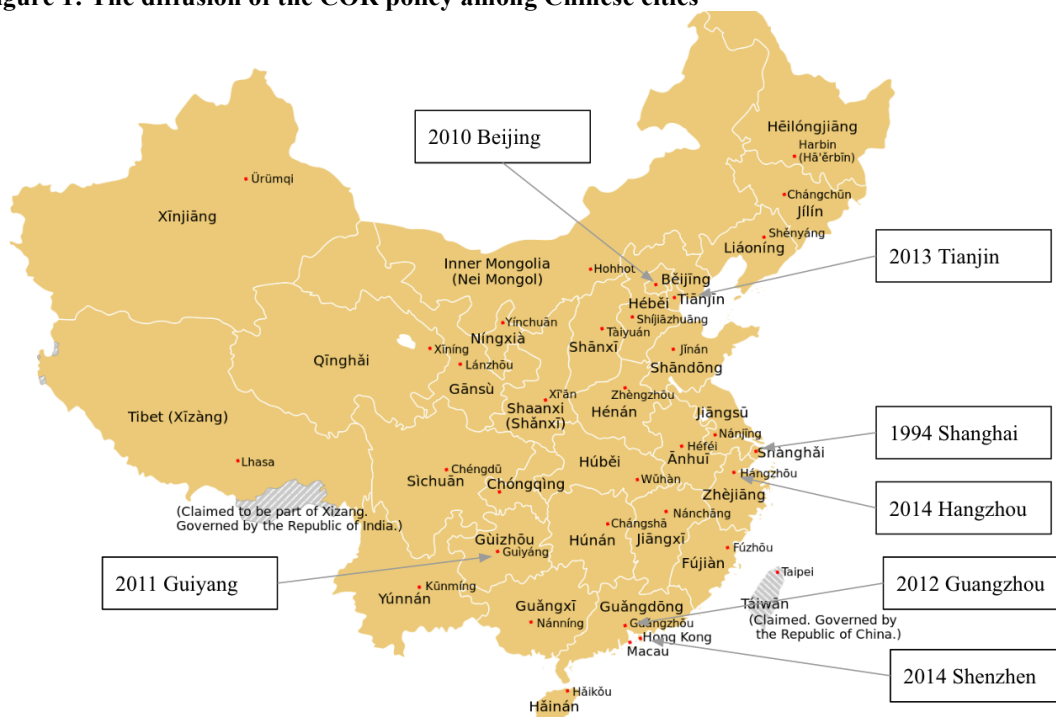 igure 1: The diffusion of the COR policy among Chinese cities
2010 Beijing
Hēilóngjiāng
Harbin
(Hā'ěrbīn)
Ürümqi
Chángchūn
Xīnjiāng
Jílín
Shěnyáng
Liáoníng
2013 Tianjin
Inner Mongolia
(Nei Mongol)
Hohhot
Běijīng
Tiānjīn
Héběi
Shíjiāzhuāng
Yínchuān
Níngxià
Tàiyuán
Shānxī
Xīníng
Jǐnán
Qīnghǎi
Lánzhōu
Shāndōng
Gānsù
Xī'ān
Zhèngzhōu
Tibet (Xīzàng)
Shaanxi
(Shǎnxī)
Hénán
Jiāngsū
Nánjīng
1994 Shanghai
Héféi
Shànghǎi
Ānhuī
Lhasa
Chéngdū
Húběi
Hángzhōu
Sìchuān
Chóngqìng
Wǔhàn
Zhèjiāng
(Claimed to be part of Xizang.
Governed by the Republic of India.)
Nánchāng
2014 Hangzhou
Chángshā
Gùizhōu
Húnán
Jiāngxī
Guìyáng
Fúzhōu
Fújiàn
2011 Guiyang
Taipei
2012 Guangzhou
Kūnmíng
Yúnnán
Guǎngxī
Guǎngdōng
Táiwān
Nánníng
Guǎngzhōu
(Claimed. Governed by
the Republic of China.)
Hong Kong
Macau
2014 Shenzhen
Hǎikǒu
Hǎinán